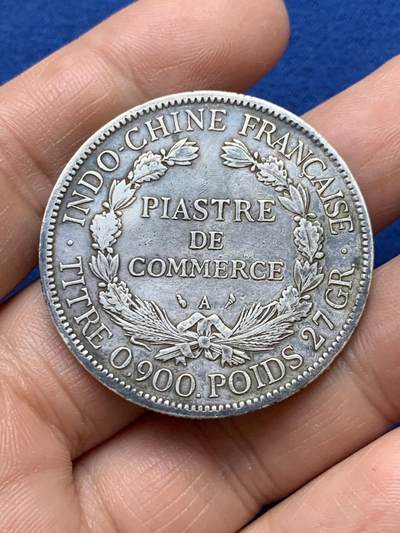 INDO-CHINE FRANÇAISE
PIASTRE
DE
COMMERCE
A
TITRE 0,900. POIDS 27 GR.